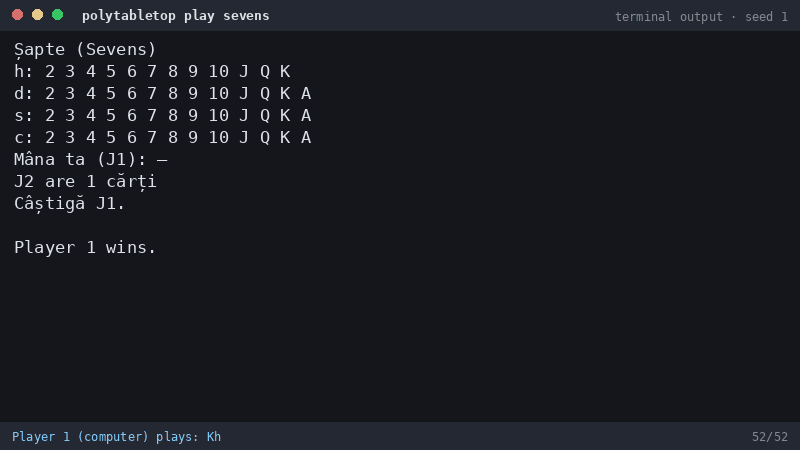 polytabletop play sevens
terminal output · seed 1
Șapte (Sevens)
h: 2 3 4 5 6 7 8 9 10 J Q K
d: 2 3 4 5 6 7 8 9 10 J Q K A
s: 2 3 4 5 6 7 8 9 10 J Q K A
c: 2 3 4 5 6 7 8 9 10 J Q K A
Mâna ta (J1): —
J2 are 1 cărți
Câștigă J1.
Player 1 wins.
Player 1 (computer) plays: Kh
52/52